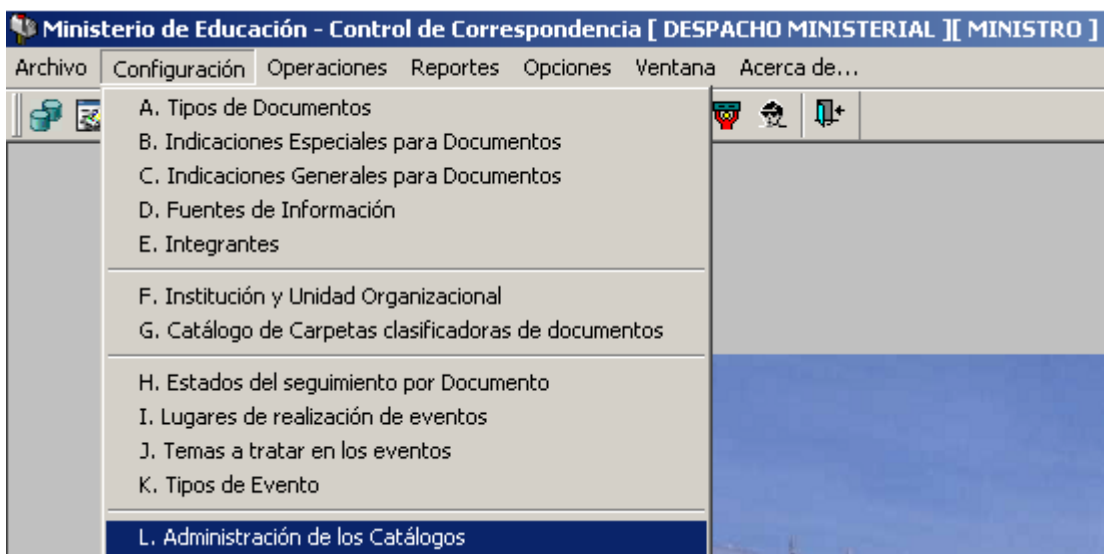 Ministerio de Educación - Control de Correspondencia [ DESPACHO MINISTERIAL ][ MINISTRO ]
Archivo Configuración Operaciones Reportes Opciones Ventana Acerca de...
A. Tipos de Documentos
B. Indicaciones Especiales para Documentos
C. Indicaciones Generales para Documentos
D. Fuentes de Información
E. Integrantes
F. Institución y Unidad Organizacional
G. Catálogo de Carpetas clasificadoras de documentos
H. Estados del seguimiento por Documento
I. Lugares de realización de eventos
J. Temas a tratar en los eventos
K. Tipos de Evento
L. Administración de los Catálogos